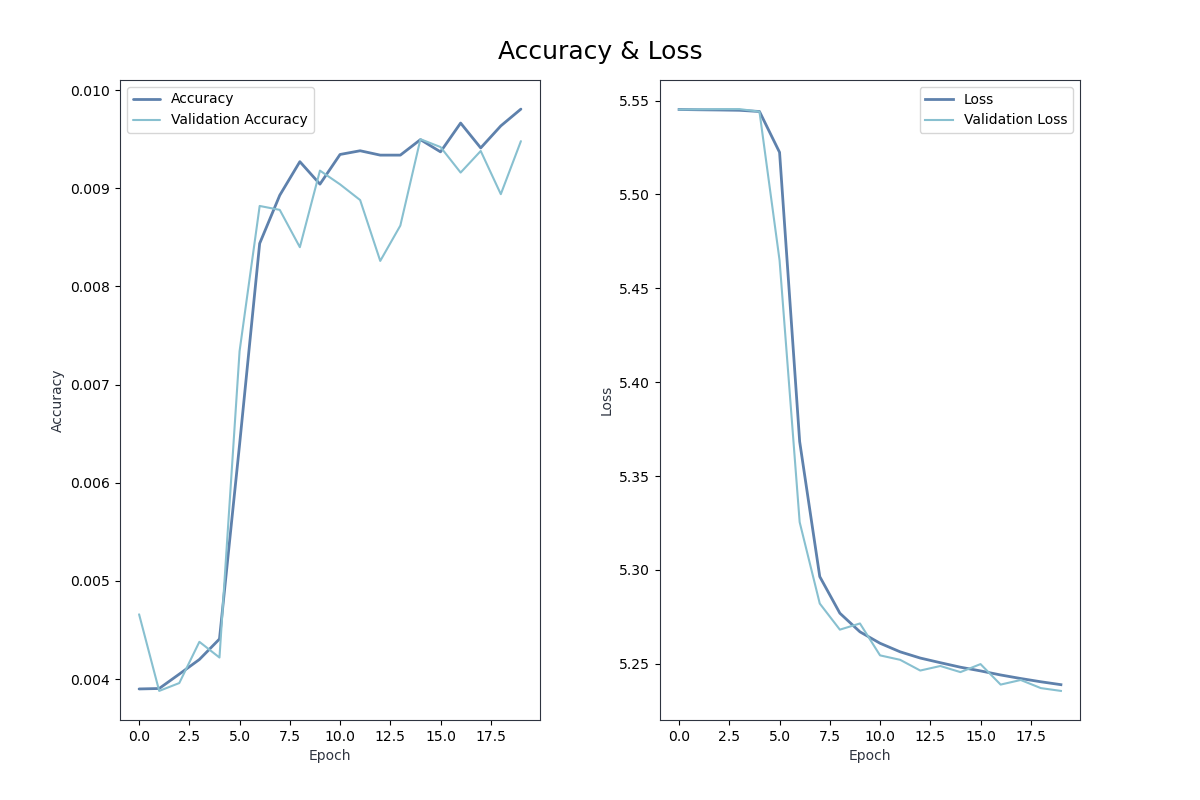 Accuracy & Loss
Accuracy
Validation Accuracy
0.010
0.009
0.008
0.007
0.006
0.005
0.004
Accuracy
0.0 2.5 5.0 7.5 10.0 12.5 15.0 17.5
Epoch
Loss
Validation Loss
5.55
5.50
5.45
5.40
5.35
5.30
5.25
Loss
0.0 2.5 5.0 7.5 10.0 12.5 15.0 17.5
Epoch